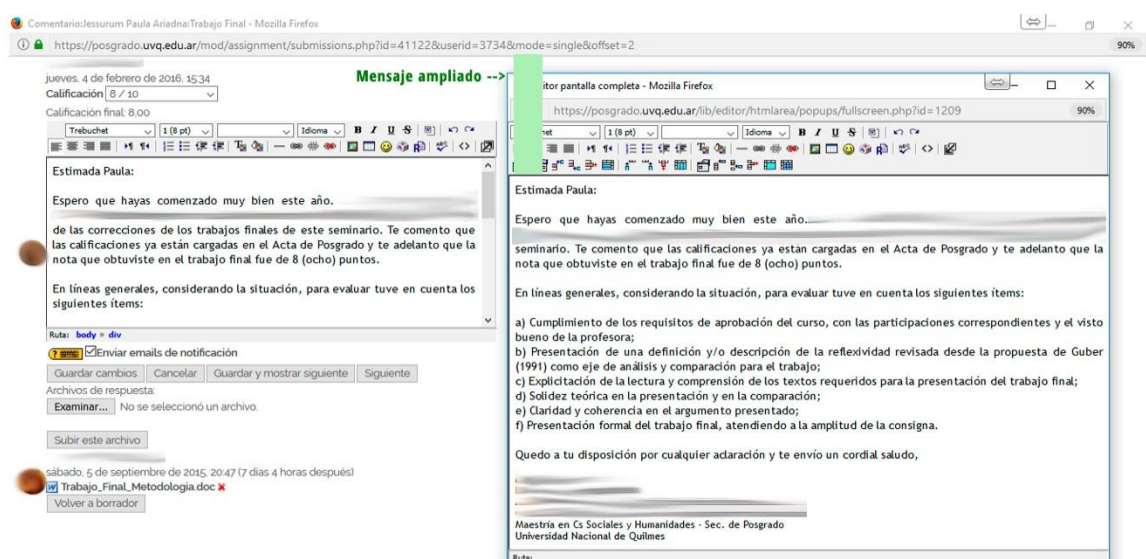 Comentario:Jessurum Paula Ariadna:Trabajo Final - Mozilla Firefox
https://posgrado.uvq.edu.ar/mod/assignment/submissions.php?id=41122&userid=3734&mode=single&offset=2
90%
jueves, 4 de febrero de 2016, 15:34
Calificación 8 / 10
Calificación final: 8,00
Trebuchet 1 (8 pt) Idioma B I U S
Estimada Paula:
Espero que hayas comenzado muy bien este año.
de las correcciones de los trabajos finales de este seminario. Te comento que
las calificaciones ya están cargadas en el Acta de Posgrado y te adelanto que la
nota que obtuviste en el trabajo final fue de 8 (ocho) puntos.
En líneas generales, considerando la situación, para evaluar tuve en cuenta los
siguientes ítems:
Ruta: body » div
Enviar emails de notificación
Guardar cambios Cancelar Guardar y mostrar siguiente Siguiente
Archivos de respuesta:
Examinar... No se seleccionó un archivo.
Subir este archivo
sábado, 5 de septiembre de 2015, 20:47 (7 días 4 horas después)
Trabajo_Final_Metodologia.doc
Volver a borrador
Mensaje ampliado -->
itor pantalla completa - Mozilla Firefox
https://posgrado.uvq.edu.ar/lib/editor/htmlarea/popups/fullscreen.php?id=1209
90%
het 1 (8 pt) Idioma B I U S
Estimada Paula:
Espero que hayas comenzado muy bien este año.
seminario. Te comento que las calificaciones ya están cargadas en el Acta de Posgrado y te adelanto que la
nota que obtuviste en el trabajo final fue de 8 (ocho) puntos.
En líneas generales, considerando la situación, para evaluar tuve en cuenta los siguientes ítems:
a) Cumplimiento de los requisitos de aprobación del curso, con las participaciones correspondientes y el visto
bueno de la profesora;
b) Presentación de una definición y/o descripción de la reflexividad revisada desde la propuesta de Guber
(1991) como eje de análisis y comparación para el trabajo;
c) Explicitación de la lectura y comprensión de los textos requeridos para la presentación del trabajo final;
d) Solidez teórica en la presentación y en la comparación;
e) Claridad y coherencia en el argumento presentado;
f) Presentación formal del trabajo final, atendiendo a la amplitud de la consigna.
Quedo a tu disposición por cualquier aclaración y te envío un cordial saludo,
Maestría en Cs Sociales y Humanidades - Sec. de Posgrado
Universidad Nacional de Quilmes
Ruta: